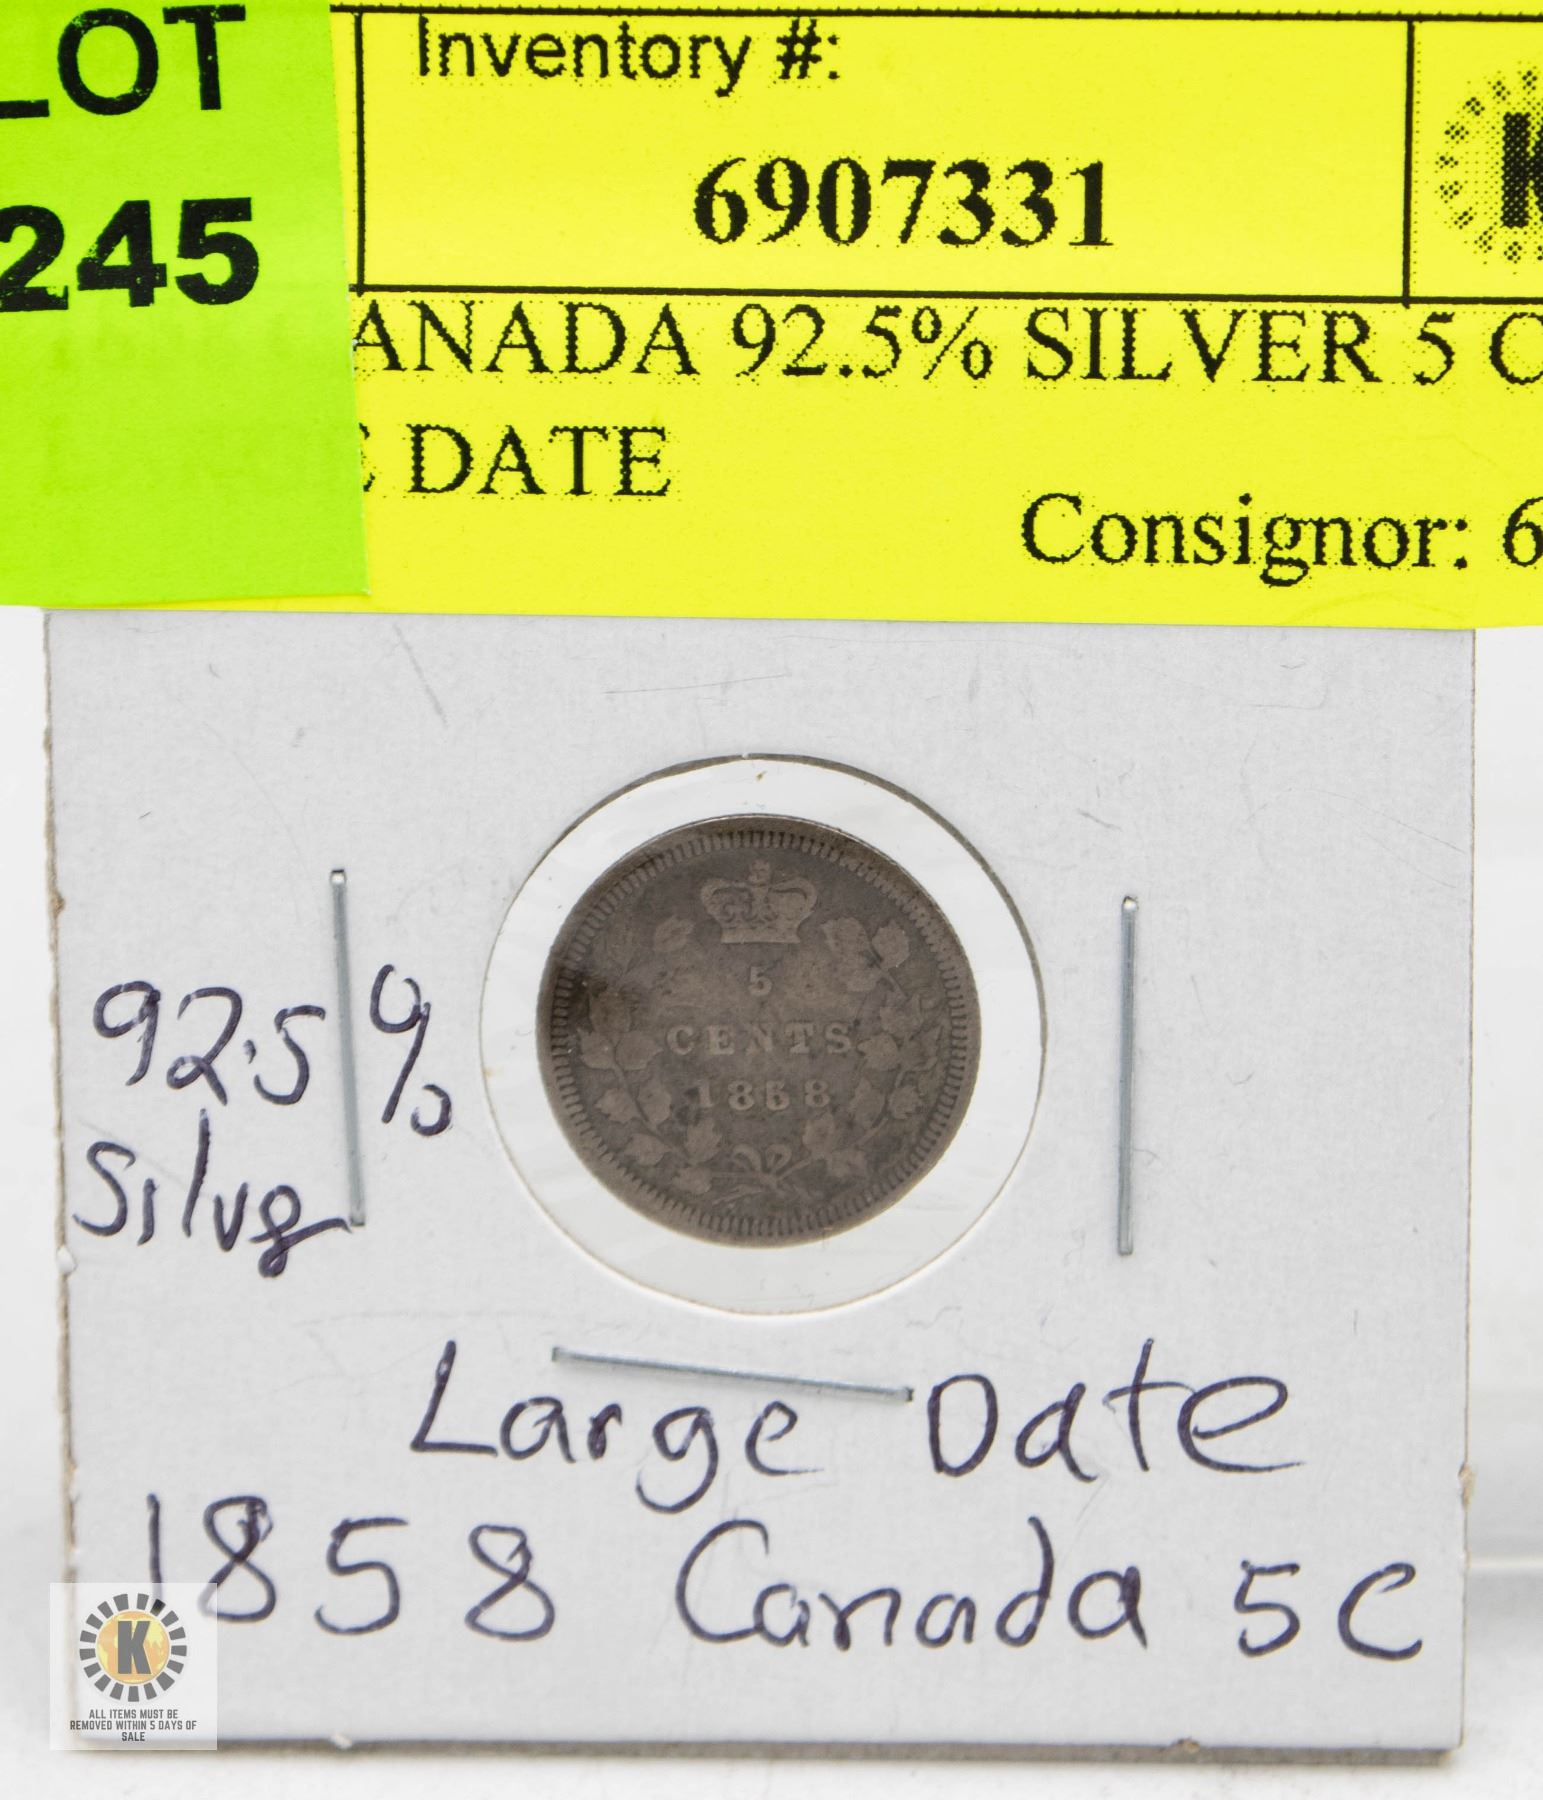 LOT
245
Inventory #:
6907331
K
ANADA 92.5% SILVER 5 C
E DATE
Consignor: 6
5
CENTS
1858
92.5%
Silver
Large Date
1858 Canada 5C
K
ALL ITEMS MUST BE
REMOVED WITHIN 5 DAYS OF
SALE